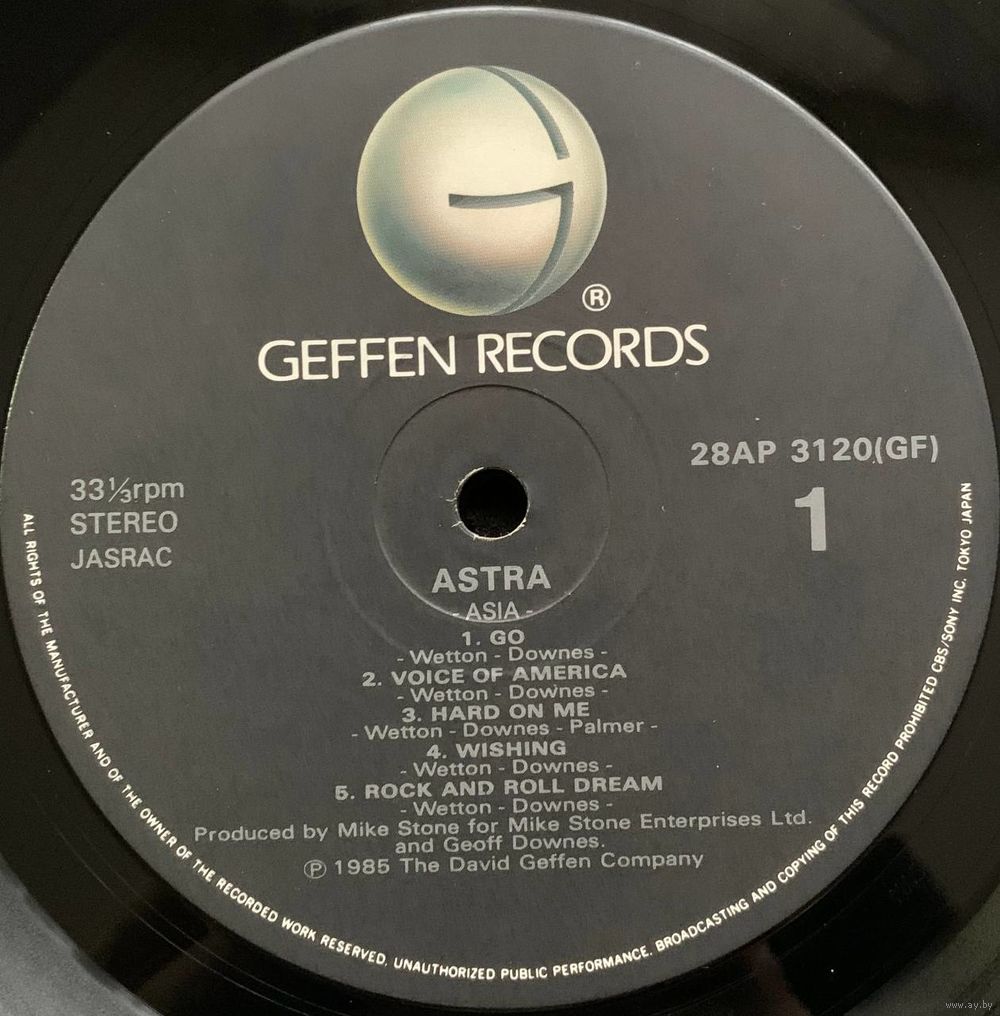 ®
GEFFEN RECORDS
28AP 3120(GF)
1
33⅓rpm
STEREO
JASRAC
ASTRA
- ASIA -
1. GO
- Wetton - Downes -
2. VOICE OF AMERICA
- Wetton - Downes -
3. HARD ON ME
- Wetton - Downes - Palmer -
4. WISHING
- Wetton - Downes -
5. ROCK AND ROLL DREAM
- Wetton - Downes -
Produced by Mike Stone for Mike Stone Enterprises Ltd.
and Geoff Downes.
℗ 1985 The David Geffen Company
ALL RIGHTS OF THE MANUFACTURER AND OF THE OWNER OF THE RECORDED WORK RESERVED. UNAUTHORIZED PUBLIC PERFORMANCE. BROADCASTING AND COPYING OF THIS RECORD PROHIBITED CBS/SONY INC. TOKYO JAPAN
www.ay.by